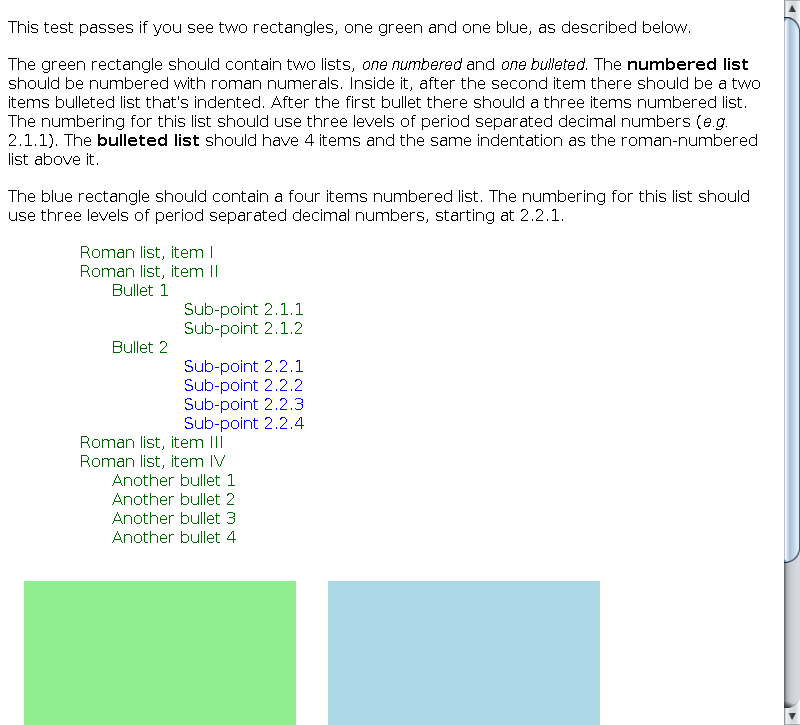 This test passes if you see two rectangles, one green and one blue, as described below.
The green rectangle should contain two lists, one numbered and one bulleted. The numbered list
should be numbered with roman numerals. Inside it, after the second item there should be a two
items bulleted list that's indented. After the first bullet there should a three items numbered list.
The numbering for this list should use three levels of period separated decimal numbers (e.g.
2.1.1). The bulleted list should have 4 items and the same indentation as the roman-numbered
list above it.
The blue rectangle should contain a four items numbered list. The numbering for this list should
use three levels of period separated decimal numbers, starting at 2.2.1.
Roman list, item I
Roman list, item II
Bullet 1
Sub-point 2.1.1
Sub-point 2.1.2
Bullet 2
Sub-point 2.2.1
Sub-point 2.2.2
Sub-point 2.2.3
Sub-point 2.2.4
Roman list, item III
Roman list, item IV
Another bullet 1
Another bullet 2
Another bullet 3
Another bullet 4